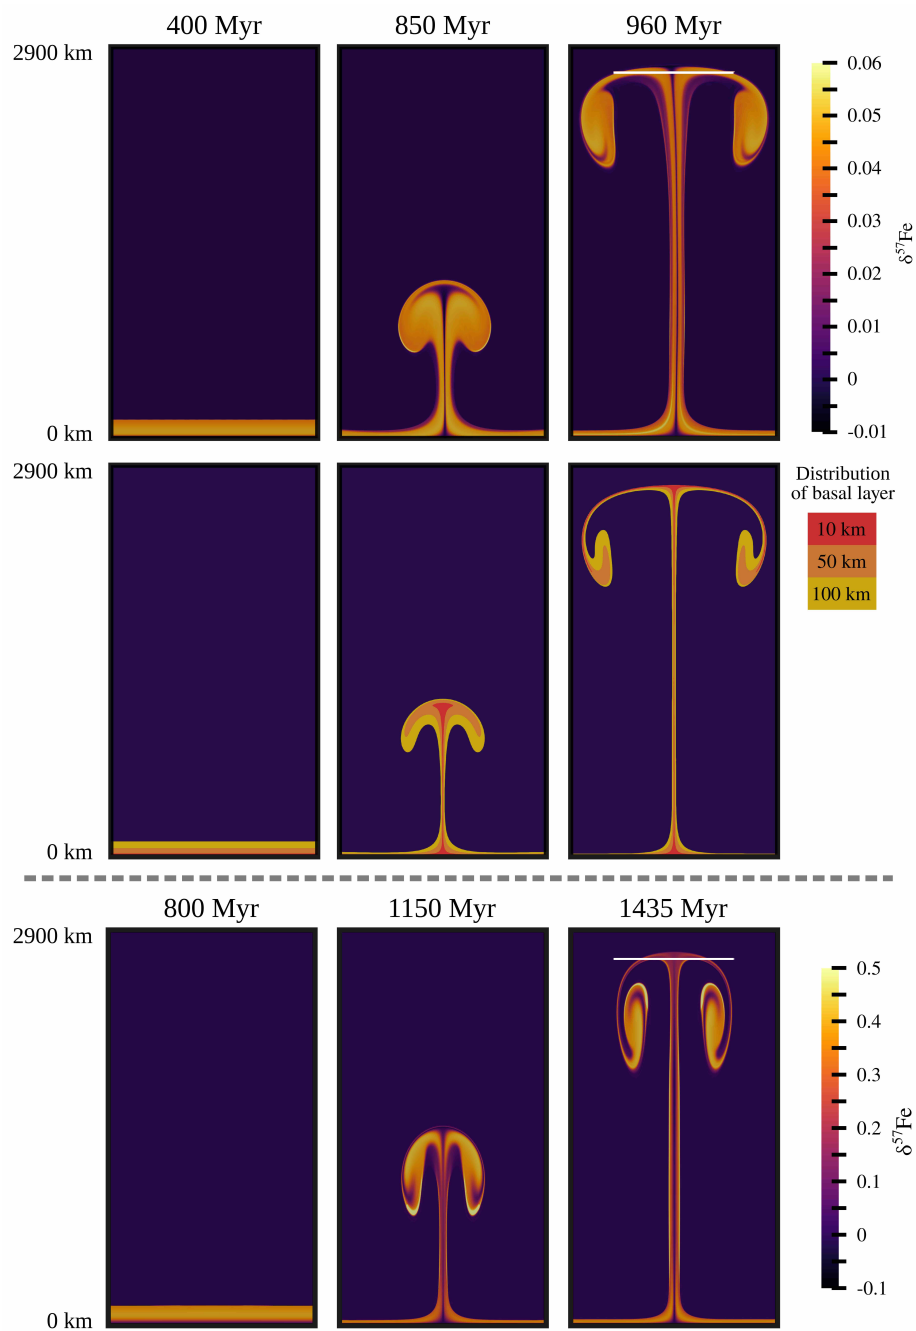 400 Myr
850 Myr
960 Myr
2900 km
0 km
0.06
0.05
0.04
0.03
0.02
0.01
0
-0.01
δ57Fe
2900 km
0 km
Distribution
of basal layer
10 km
50 km
100 km
800 Myr
1150 Myr
1435 Myr
2900 km
0 km
0.5
0.4
0.3
0.2
0.1
0
-0.1
δ57Fe